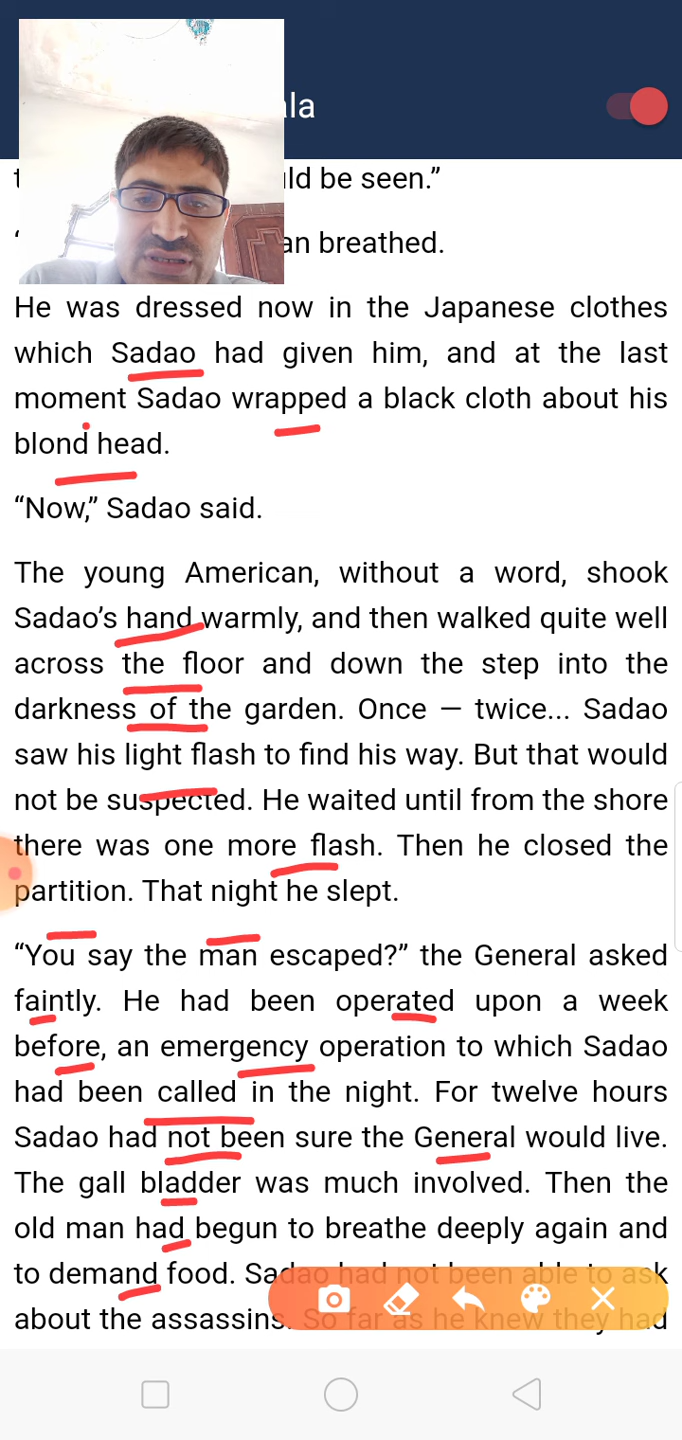 ala
ld be seen.”
an breathed.
He was dressed now in the Japanese clothes
which Sadao had given him, and at the last
moment Sadao wrapped a black cloth about his
blond head.
“Now,” Sadao said.
The young American, without a word, shook
Sadao’s hand warmly, and then walked quite well
across the floor and down the step into the
darkness of the garden. Once — twice... Sadao
saw his light flash to find his way. But that would
not be suspected. He waited until from the shore
there was one more flash. Then he closed the
partition. That night he slept.
“You say the man escaped?” the General asked
faintly. He had been operated upon a week
before, an emergency operation to which Sadao
had been called in the night. For twelve hours
Sadao had not been sure the General would live.
The gall bladder was much involved. Then the
old man had begun to breathe deeply again and
to demand food. Sadao had not been able to ask
about the assassins. So far as he knew they had